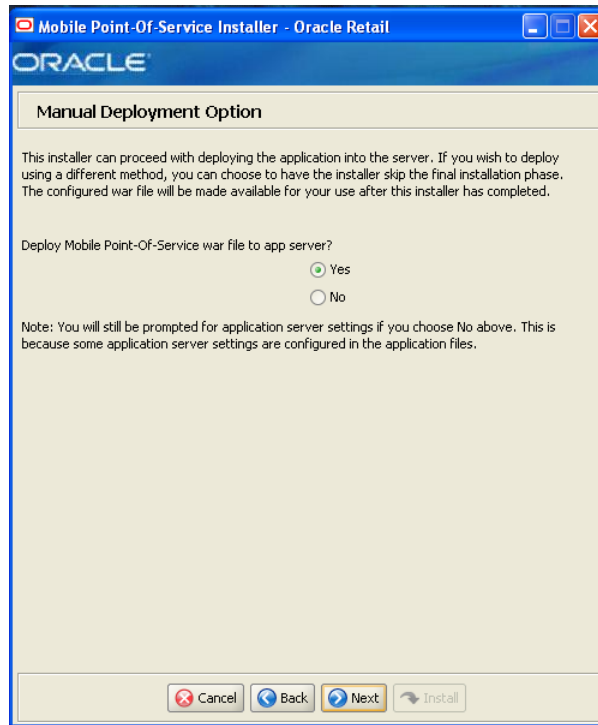 Mobile Point-Of-Service Installer - Oracle Retail
ORACLE
Manual Deployment Option
This installer can proceed with deploying the application into the server. If you wish to deploy
using a different method, you can choose to have the installer skip the final installation phase.
The configured war file will be made available for your use after this installer has completed.
Deploy Mobile Point-Of-Service war file to app server?
Yes
No
Note: You will still be prompted for application server settings if you choose No above. This is
because some application server settings are configured in the application files.
Cancel Back Next Install